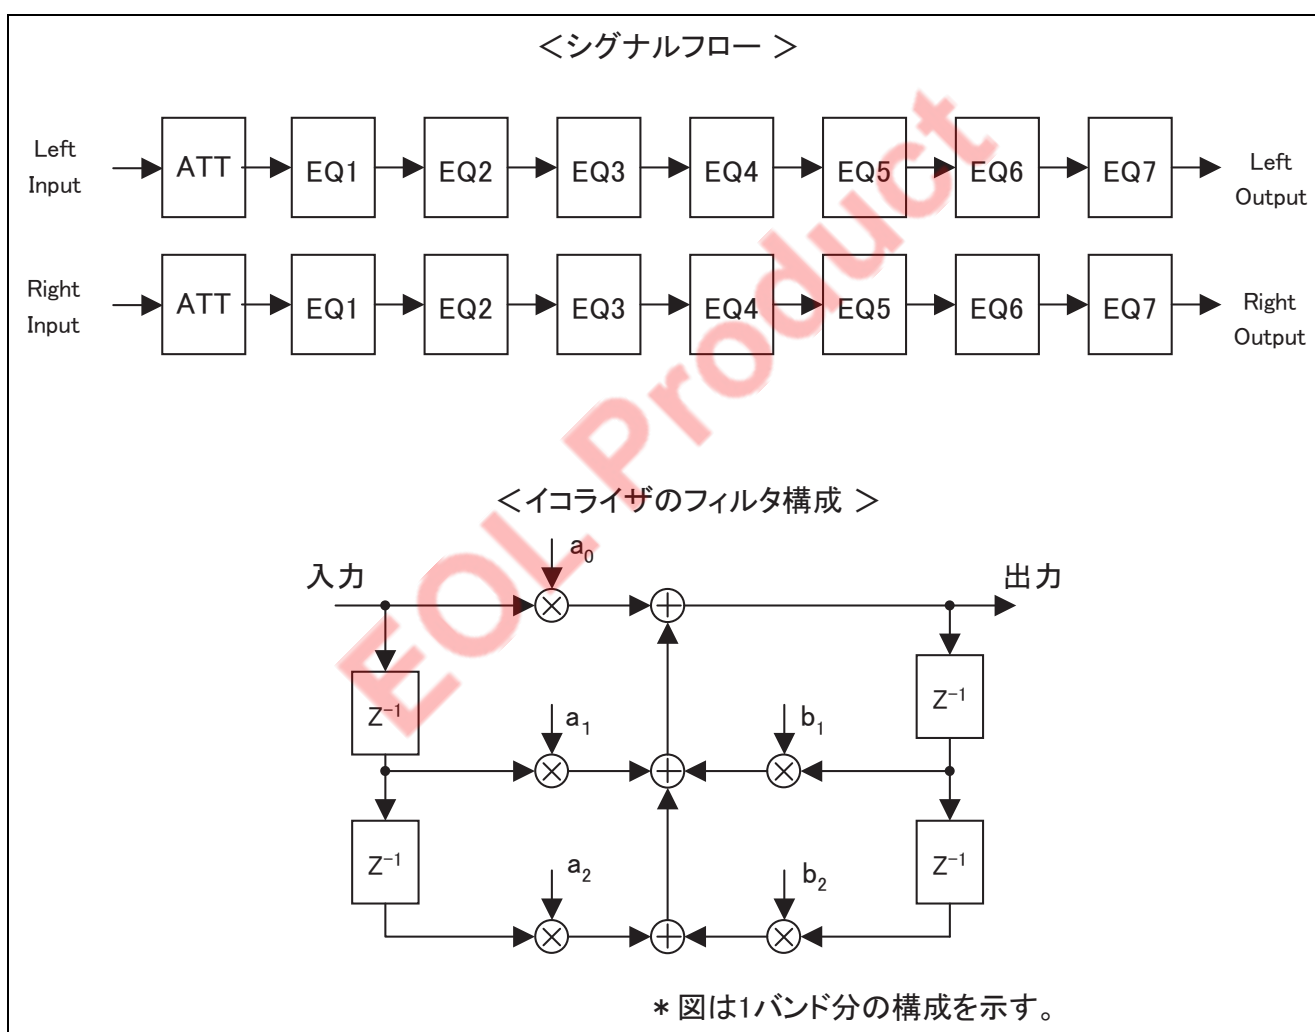 ＜シグナルフロー ＞
Left Input
ATT
EQ1
EQ2
EQ3
EQ4
EQ5
EQ6
EQ7
Left Output
Right Input
ATT
EQ1
EQ2
EQ3
EQ4
EQ5
EQ6
EQ7
Right Output
EOL Product
＜イコライザのフィルタ構成 ＞
入力
a₀
出力
Z⁻¹
a₁
b₁
Z⁻¹
Z⁻¹
a₂
b₂
Z⁻¹
＊図は1バンド分の構成を示す。